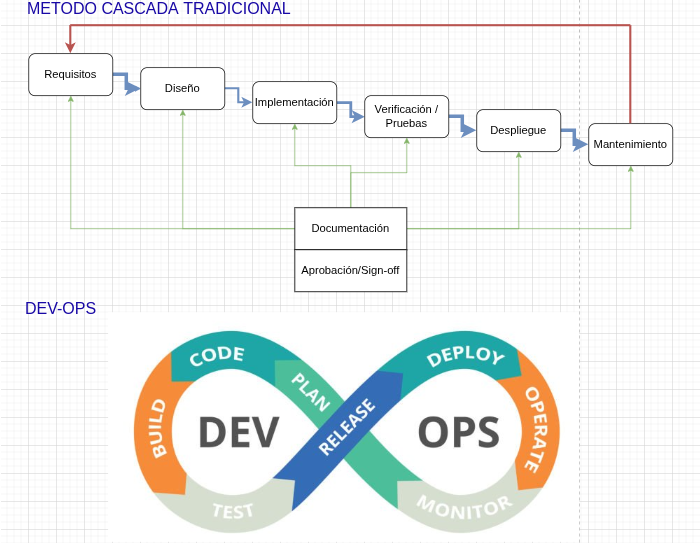 METODO CASCADA TRADICIONAL
Requisitos
Diseño
Implementación
Verificación /
Pruebas
Despliegue
Mantenimiento
Documentación
Aprobación/Sign-off
DEV-OPS
CODE
PLAN
BUILD
TEST
RELEASE
DEPLOY
OPERATE
MONITOR
DEV
OPS